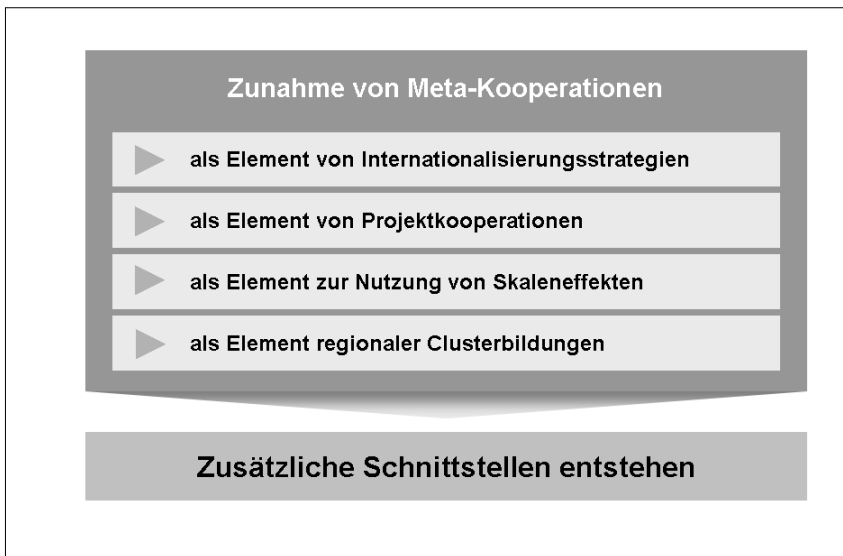 Zunahme von Meta-Kooperationen
als Element von Internationalisierungsstrategien
als Element von Projektkooperationen
als Element zur Nutzung von Skaleneffekten
als Element regionaler Clusterbildungen
Zusätzliche Schnittstellen entstehen